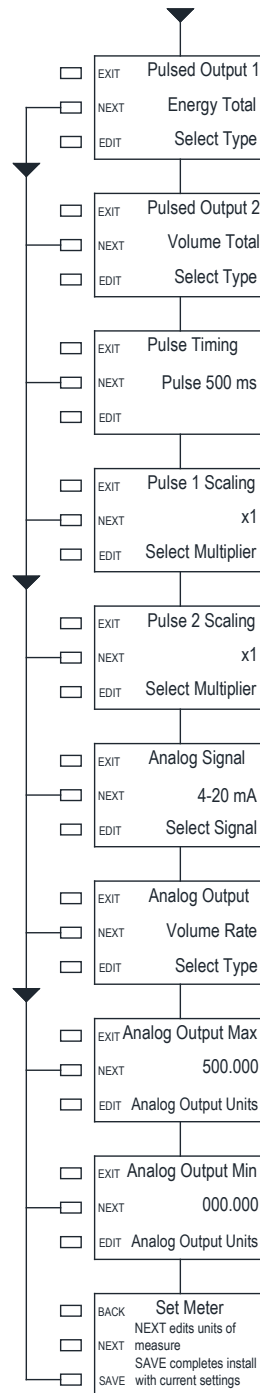 EXIT Pulsed Output 1
NEXT Energy Total
EDIT Select Type
EXIT Pulsed Output 2
NEXT Volume Total
EDIT Select Type
EXIT Pulse Timing
NEXT Pulse 500 ms
EDIT
EXIT Pulse 1 Scaling
NEXT x1
EDIT Select Multiplier
EXIT Pulse 2 Scaling
NEXT x1
EDIT Select Multiplier
EXIT Analog Signal
NEXT 4-20 mA
EDIT Select Signal
EXIT Analog Output
NEXT Volume Rate
EDIT Select Type
EXIT Analog Output Max
NEXT 500.000
EDIT Analog Output Units
EXIT Analog Output Min
NEXT 000.000
EDIT Analog Output Units
BACK Set Meter
NEXT edits units of
NEXT measure
SAVE completes install
SAVE with current settings